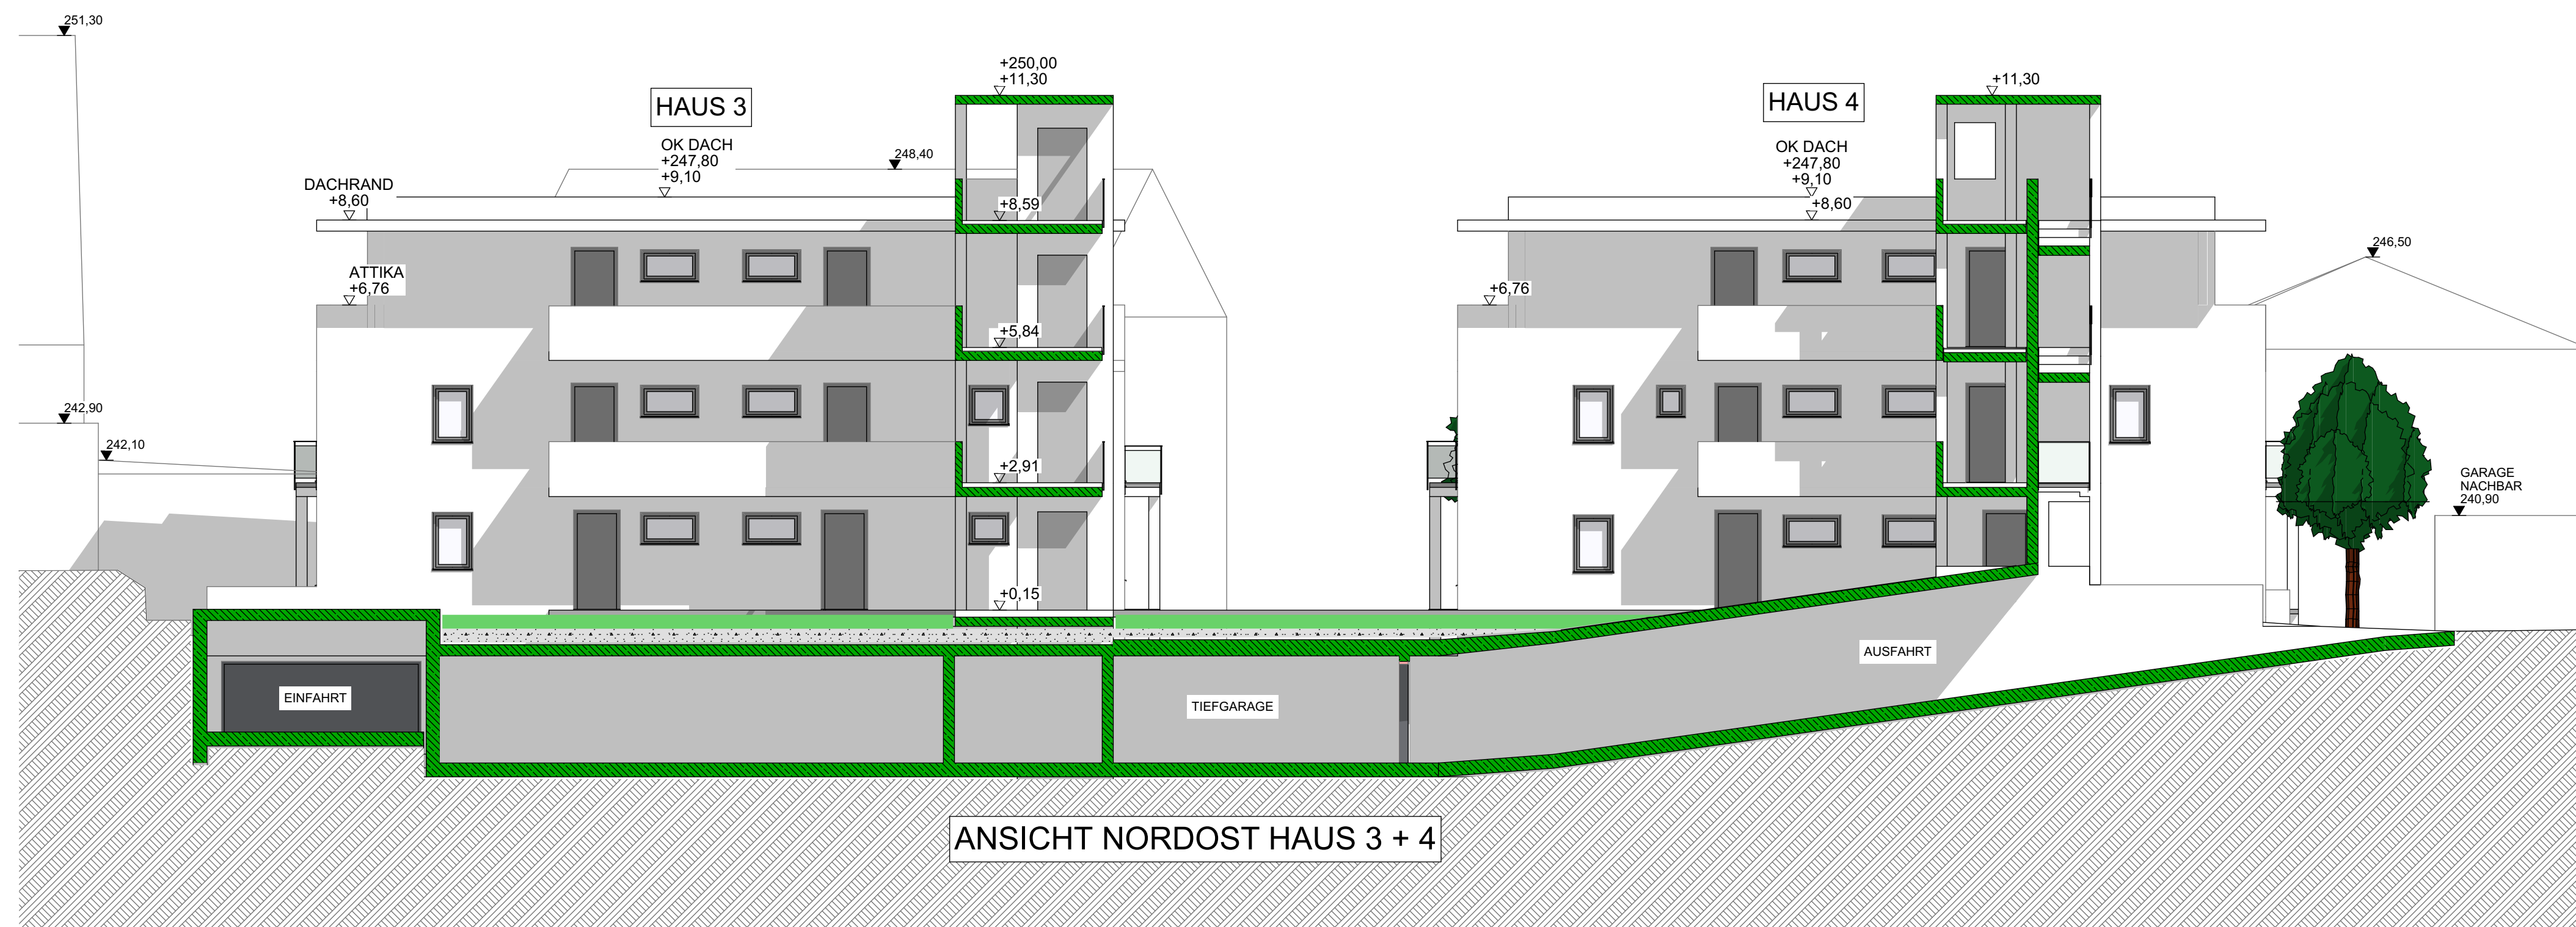 251,30
+250,00
+11,30
HAUS 3
HAUS 4
+11,30
OK DACH
+247,80
+9,10
248,40
OK DACH
+247,80
+9,10
DACHRAND
+8,60
+8,59
+8,60
246,50
ATTIKA
+6,76
+6,76
+5,84
242,90
242,10
+2,91
GARAGE
NACHBAR
240,90
+0,15
AUSFAHRT
EINFAHRT
TIEFGARAGE
ANSICHT NORDOST HAUS 3 + 4